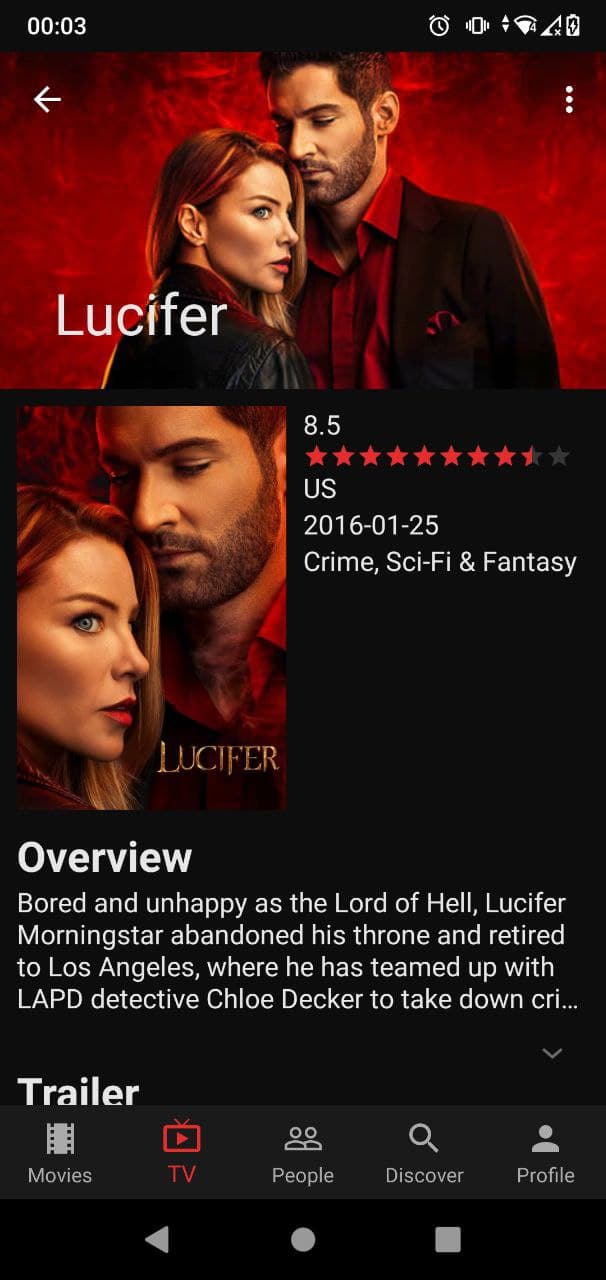 00:03
Lucifer
8.5
US
2016-01-25
Crime, Sci-Fi & Fantasy
LUCIFER
Overview
Bored and unhappy as the Lord of Hell, Lucifer
Morningstar abandoned his throne and retired
to Los Angeles, where he has teamed up with
LAPD detective Chloe Decker to take down cri...
Trailer
Movies
TV
People
Discover
Profile